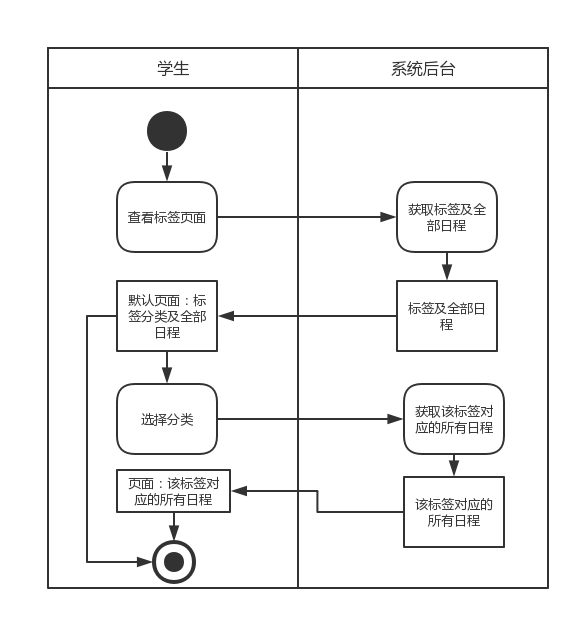 学生
系统后台
查看标签页面
获取标签及全
部日程
默认页面：标
签分类及全部
日程
标签及全部日
程
选择分类
获取该标签对
应的所有日程
页面：该标签对
应的所有日程
该标签对应的
所有日程